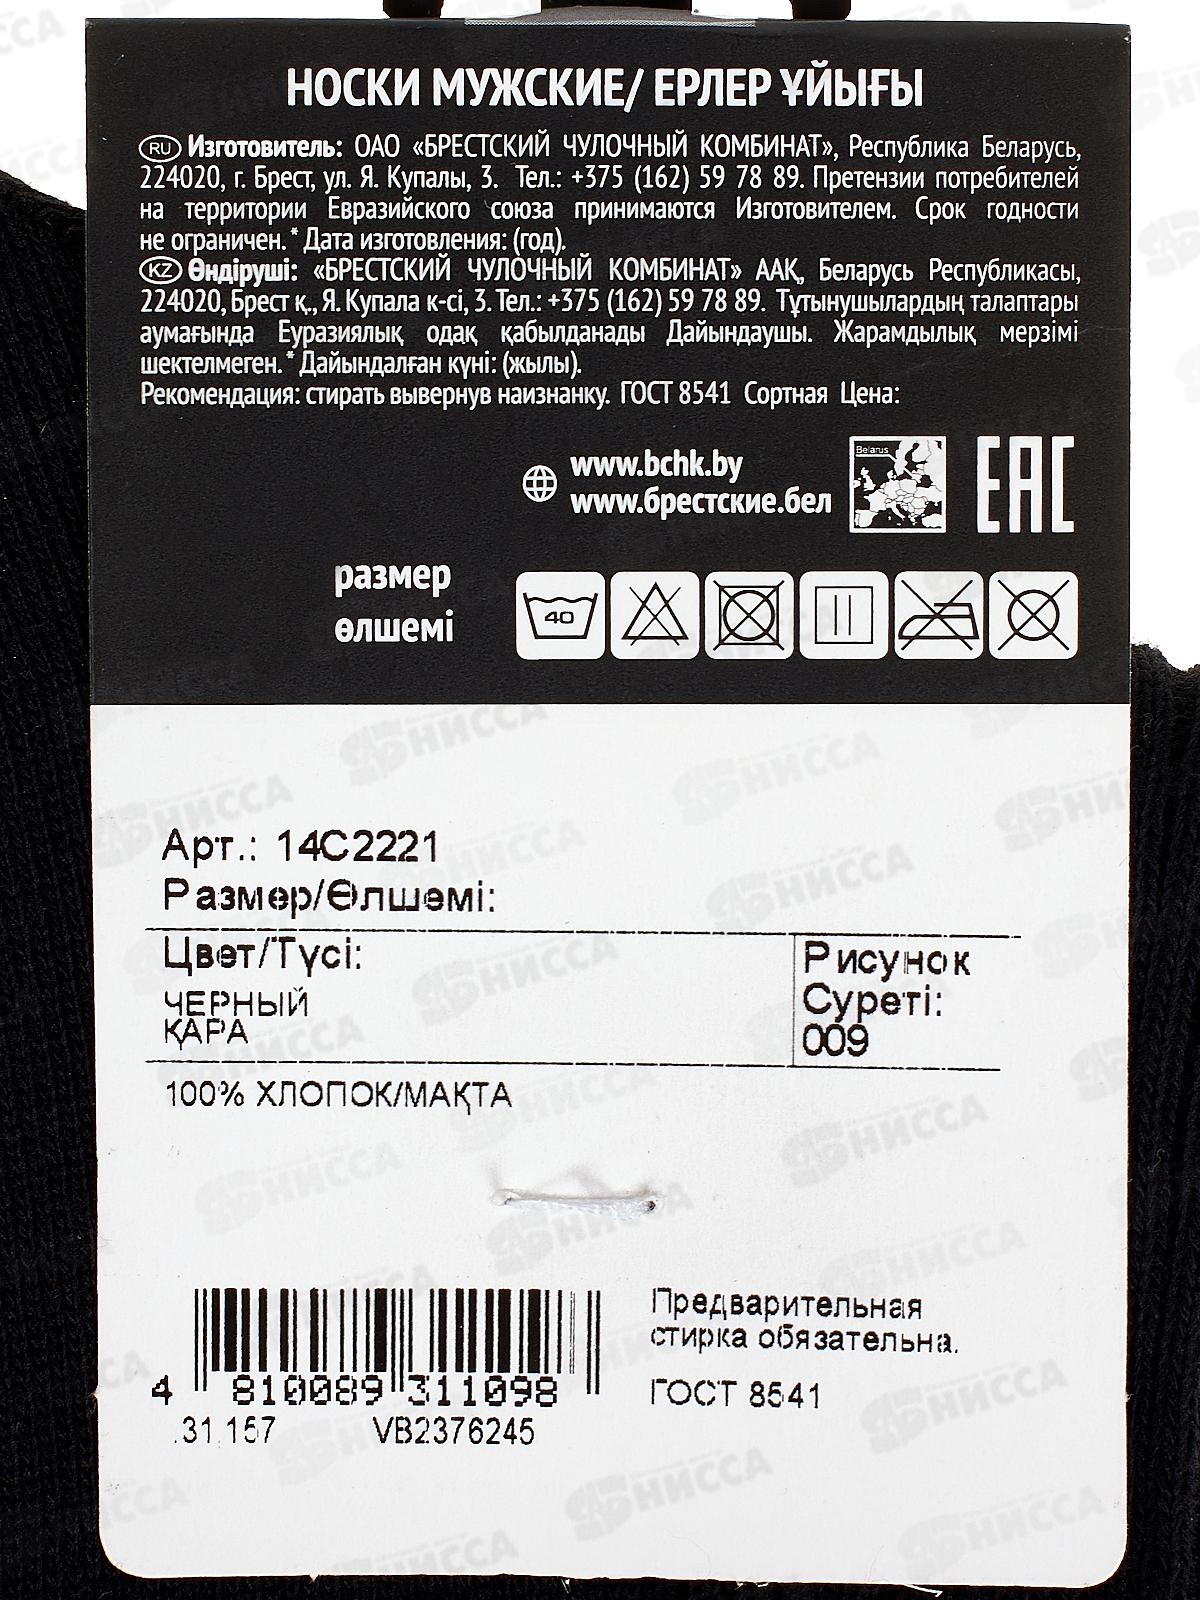 НОСКИ МУЖСКИЕ/ ЕРЛЕР ҰЙЫҒЫ
RU Изготовитель: ОАО «БРЕСТСКИЙ ЧУЛОЧНЫЙ КОМБИНАТ», Республика Беларусь,
224020, г. Брест, ул. Я. Купалы, 3. Тел.: +375 (162) 59 78 89. Претензии потребителей
на территории Евразийского союза принимаются Изготовителем. Срок годности
не ограничен.* Дата изготовления: (год).
KZ Өндіруші: «БРЕСТСКИЙ ЧУЛОЧНЫЙ КОМБИНАТ» ААҚ, Беларусь Республикасы,
224020, Брест қ., Я. Купала к-сі, 3. Тел.: +375 (162) 59 78 89. Тұтынушылардың талаптары
аумағында Еуразиялық одақ қабылданады Дайындаушы. Жарамдылық мерзімі
шектелмеген.* Дайындалған күні: (жылы).
Рекомендация: стирать вывернув наизнанку. ГОСТ 8541 Сортная Цена:
www.bchk.by
www.брестские.бел
Belarus
EAC
размер
өлшемі
40
Арт.: 14С2221
Размер/Өлшемі:
Цвет/Түсі:
ЧЕРНЫЙ
ҚАРА
Рисунок
Суреті:
009
100% ХЛОПОК/МАҚТА
Предварительная
стирка обязательна.
ГОСТ 8541
4 810089 311098
.31.157 VB2376245
НИССА